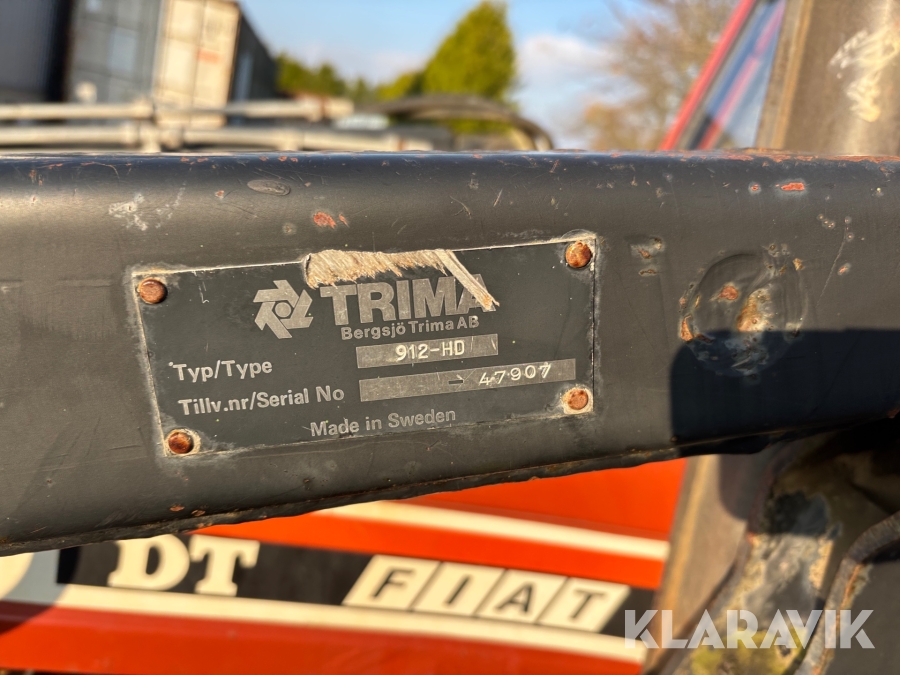 TRIMA
Bergsjö Trima AB
Typ/Type 912-HD
Tillv.nr/Serial No - 47907
Made in Sweden
DT FIAT
KLARAVIK